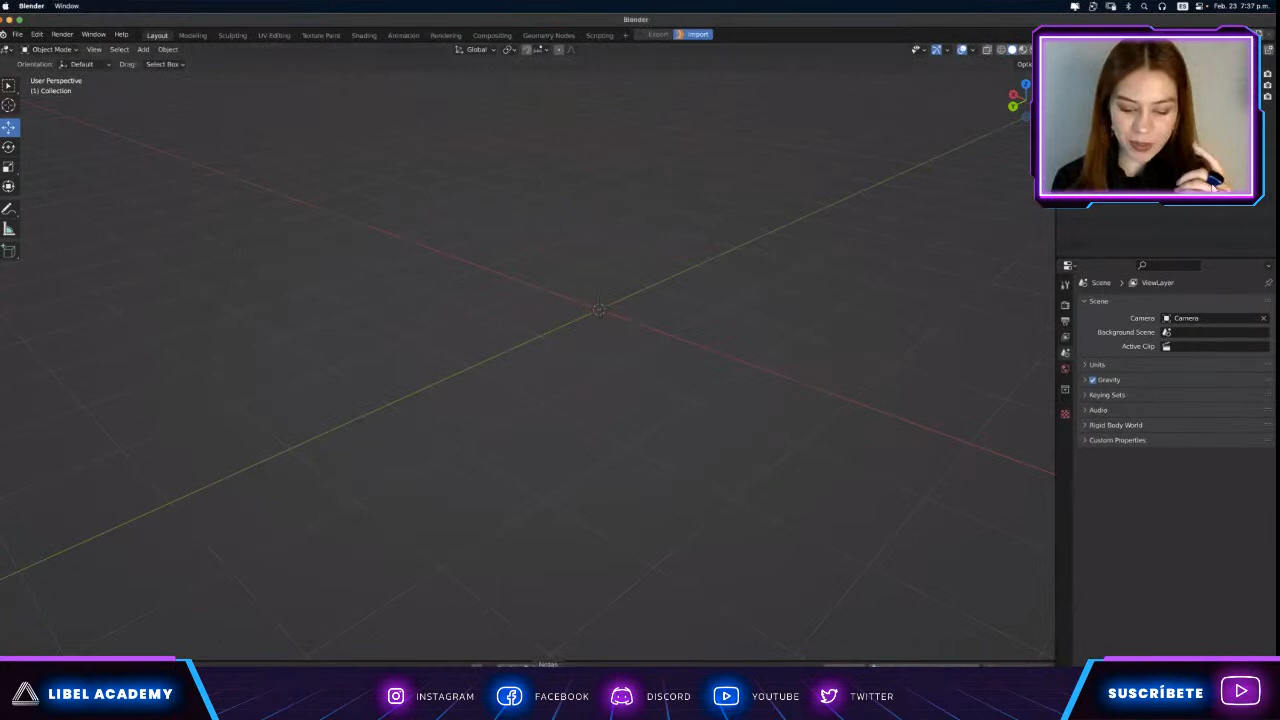 Blender Window ES Feb. 23 7:37 p.m.
Blender
File Edit Render Window Help Layout Modeling Sculpting UV Editing Texture Paint Shading Animation Rendering Compositing Geometry Nodes Scripting + Export Import
Object Mode View Select Add Object Global
Orientation: Default Drag: Select Box
User Perspective
(1) Collection
Z
X
Y
Scene ViewLayer
Scene
Camera Camera
Background Scene
Active Clip
Units
Gravity
Keying Sets
Audio
Rigid Body World
Custom Properties
LIBEL ACADEMY INSTAGRAM FACEBOOK DISCORD YOUTUBE TWITTER SUSCRÍBETE